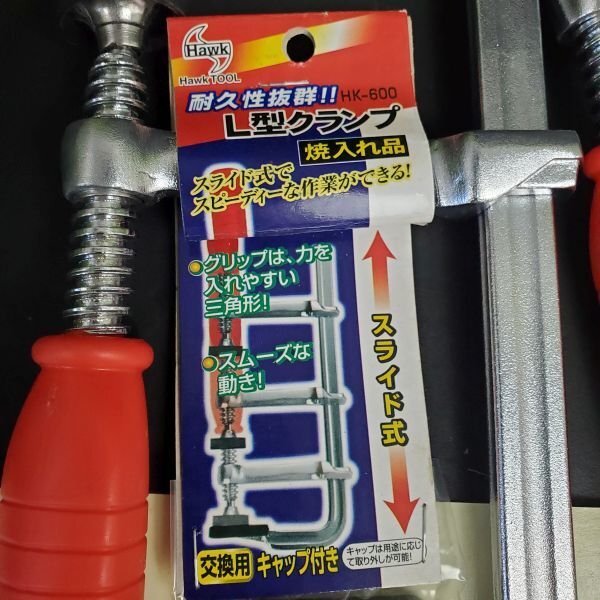 Hawk
Hawk TOOL
耐久性抜群!! HK-600
L型クランプ
焼入れ品
スライド式で
スピーディーな作業ができる!
グリップは、力を
入れやすい
三角形!
スムーズな
動き!
スライド式
交換用 キャップ付き
キャップは用途に応じ
て取り外しが可能!